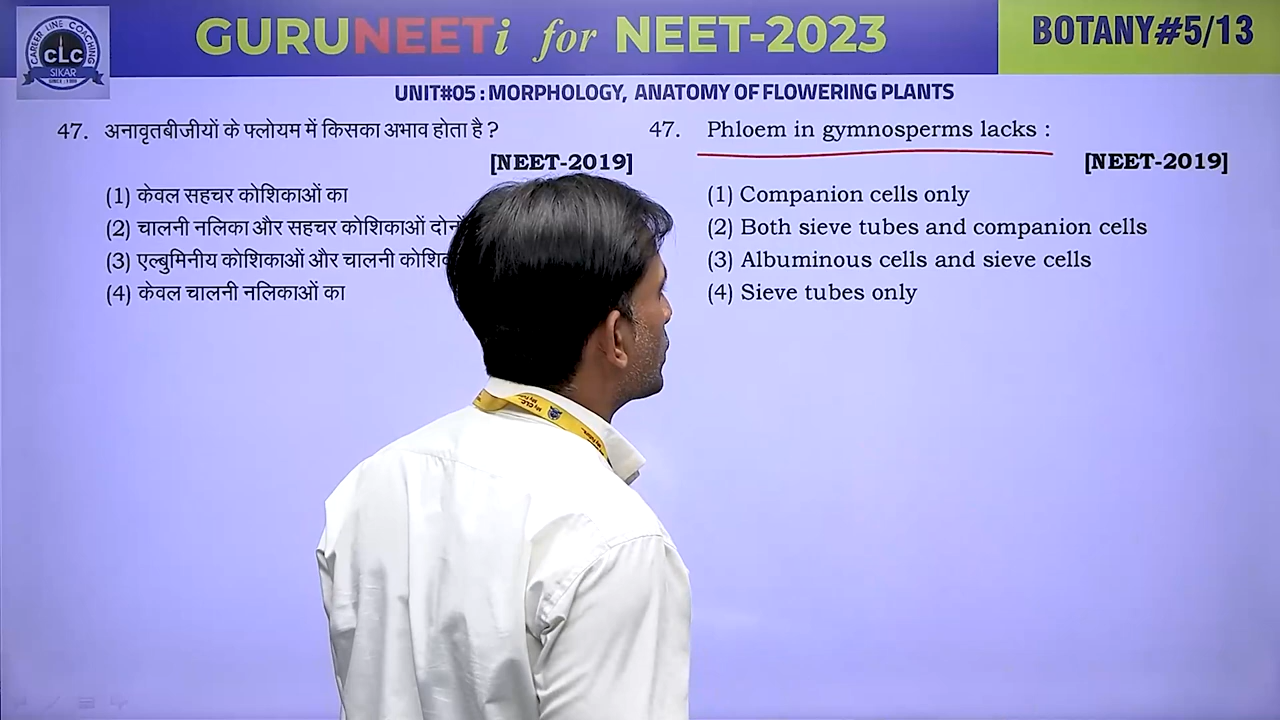 GURUNEETi for NEET-2023
BOTANY#5/13
CAREER LINE COACHING
CLC
SIKAR
SINCE : 1996
UNIT#05 : MORPHOLOGY, ANATOMY OF FLOWERING PLANTS
47. अनावृतबीजीयों के फ्लोयम में किसका अभाव होता है ?
[NEET-2019]
(1) केवल सहचर कोशिकाओं का
(2) चालनी नलिका और सहचर कोशिकाओं
(3) एल्बुमिनीय कोशिकाओं और चालनी
(4) केवल चालनी नलिकाओं का
47. Phloem in gymnosperms lacks :
[NEET-2019]
(1) Companion cells only
(2) Both sieve tubes and companion cells
(3) Albuminous cells and sieve cells
(4) Sieve tubes only